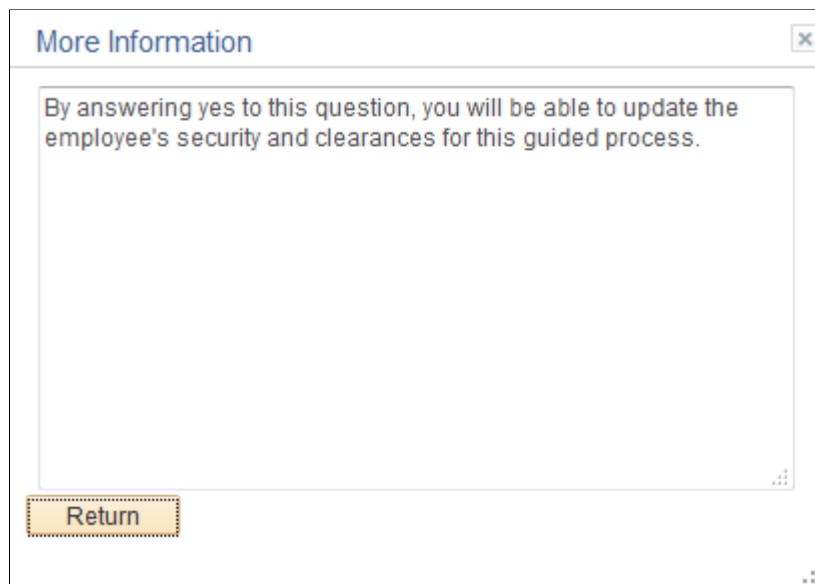 More Information
By answering yes to this question, you will be able to update the
employee's security and clearances for this guided process.
Return